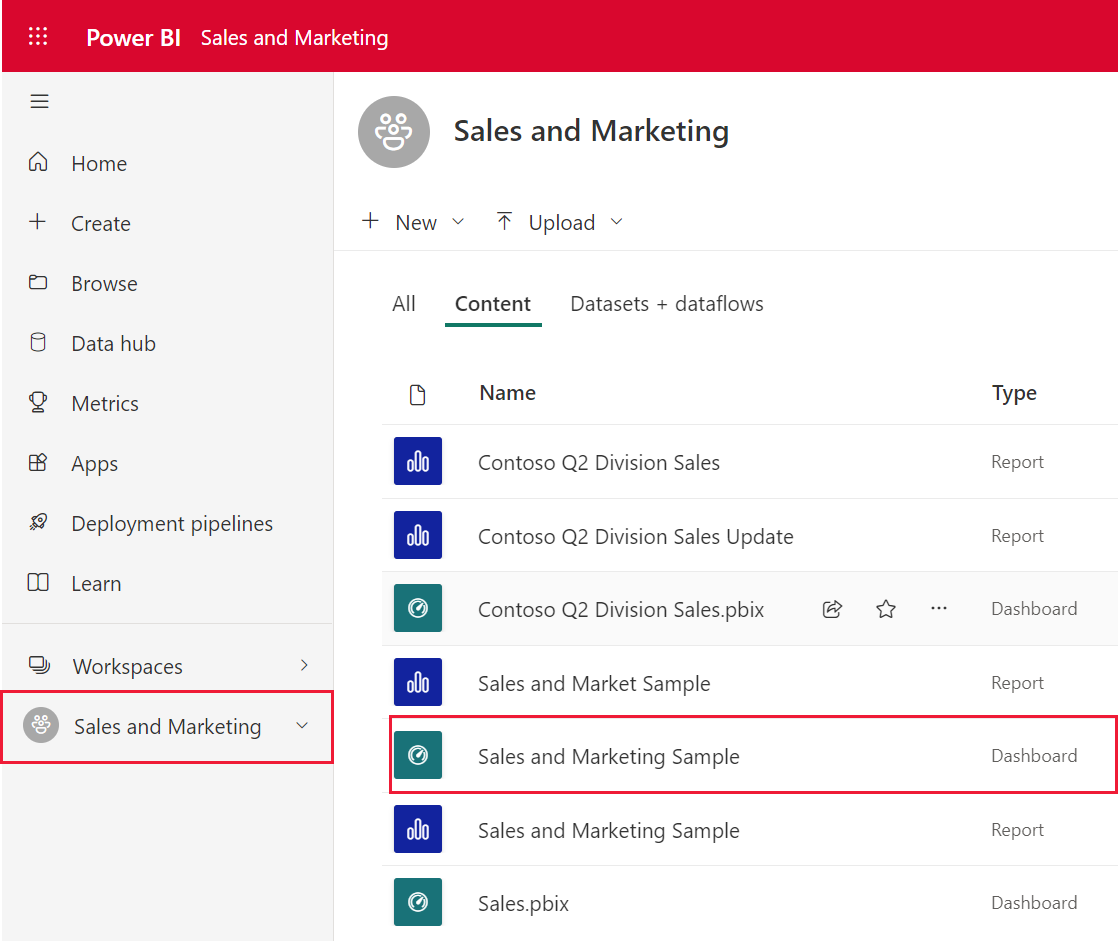 Power BI Sales and Marketing
Home
Create
Browse
Data hub
Metrics
Apps
Deployment pipelines
Learn
Workspaces
Sales and Marketing
Sales and Marketing
New
Upload
All
Content
Datasets + dataflows
Name Type
Contoso Q2 Division Sales Report
Contoso Q2 Division Sales Update Report
Contoso Q2 Division Sales.pbix Dashboard
Sales and Market Sample Report
Sales and Marketing Sample Dashboard
Sales and Marketing Sample Report
Sales.pbix Dashboard